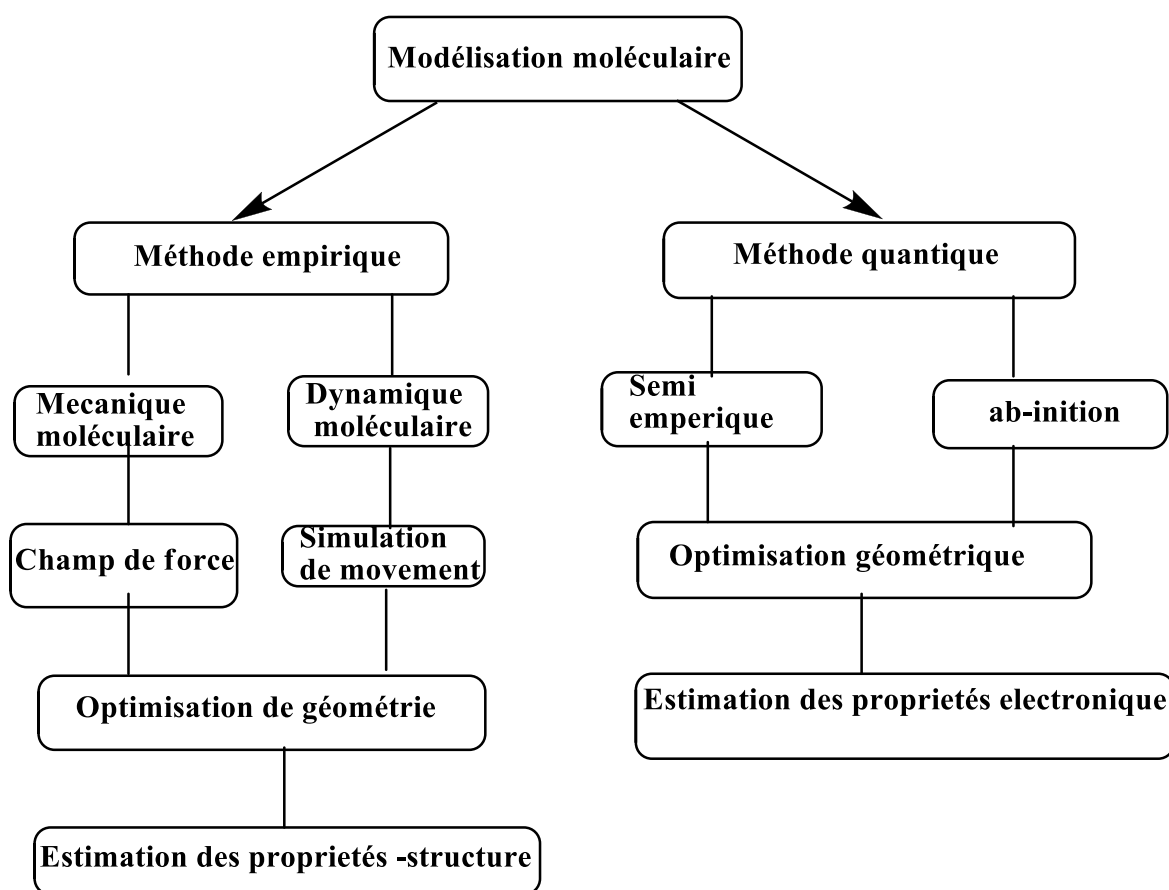 Modélisation moléculaire
Méthode empirique
Méthode quantique
Mecanique
moléculaire
Dynamique
moléculaire
Semi
emperique
ab-inition
Champ de force
Simulation
de movement
Optimisation géométrique
Optimisation de géométrie
Estimation des proprietés electronique
Estimation des proprietés -structure